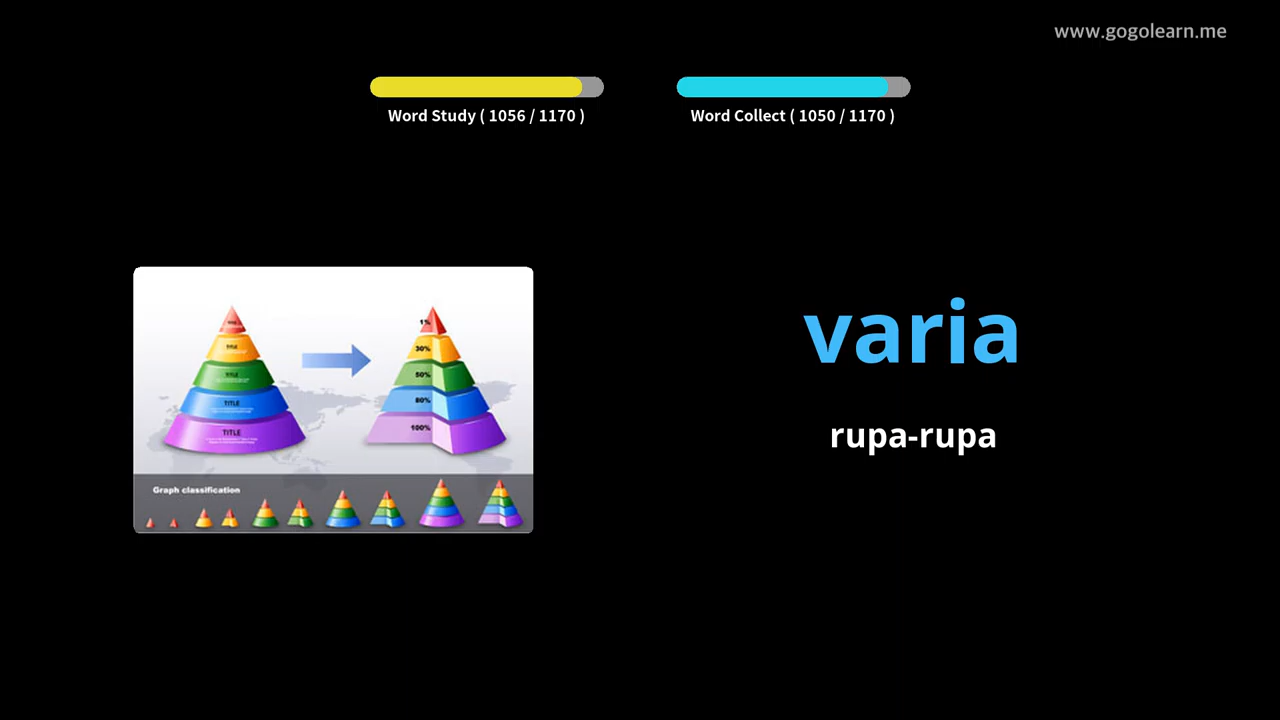 www.gogolearn.me
Word Study ( 1056 / 1170 )
Word Collect ( 1050 / 1170 )
varia
rupa-rupa
TITLE
TITLE
TITLE
TITLE
1%
30%
50%
80%
100%
Graph classification